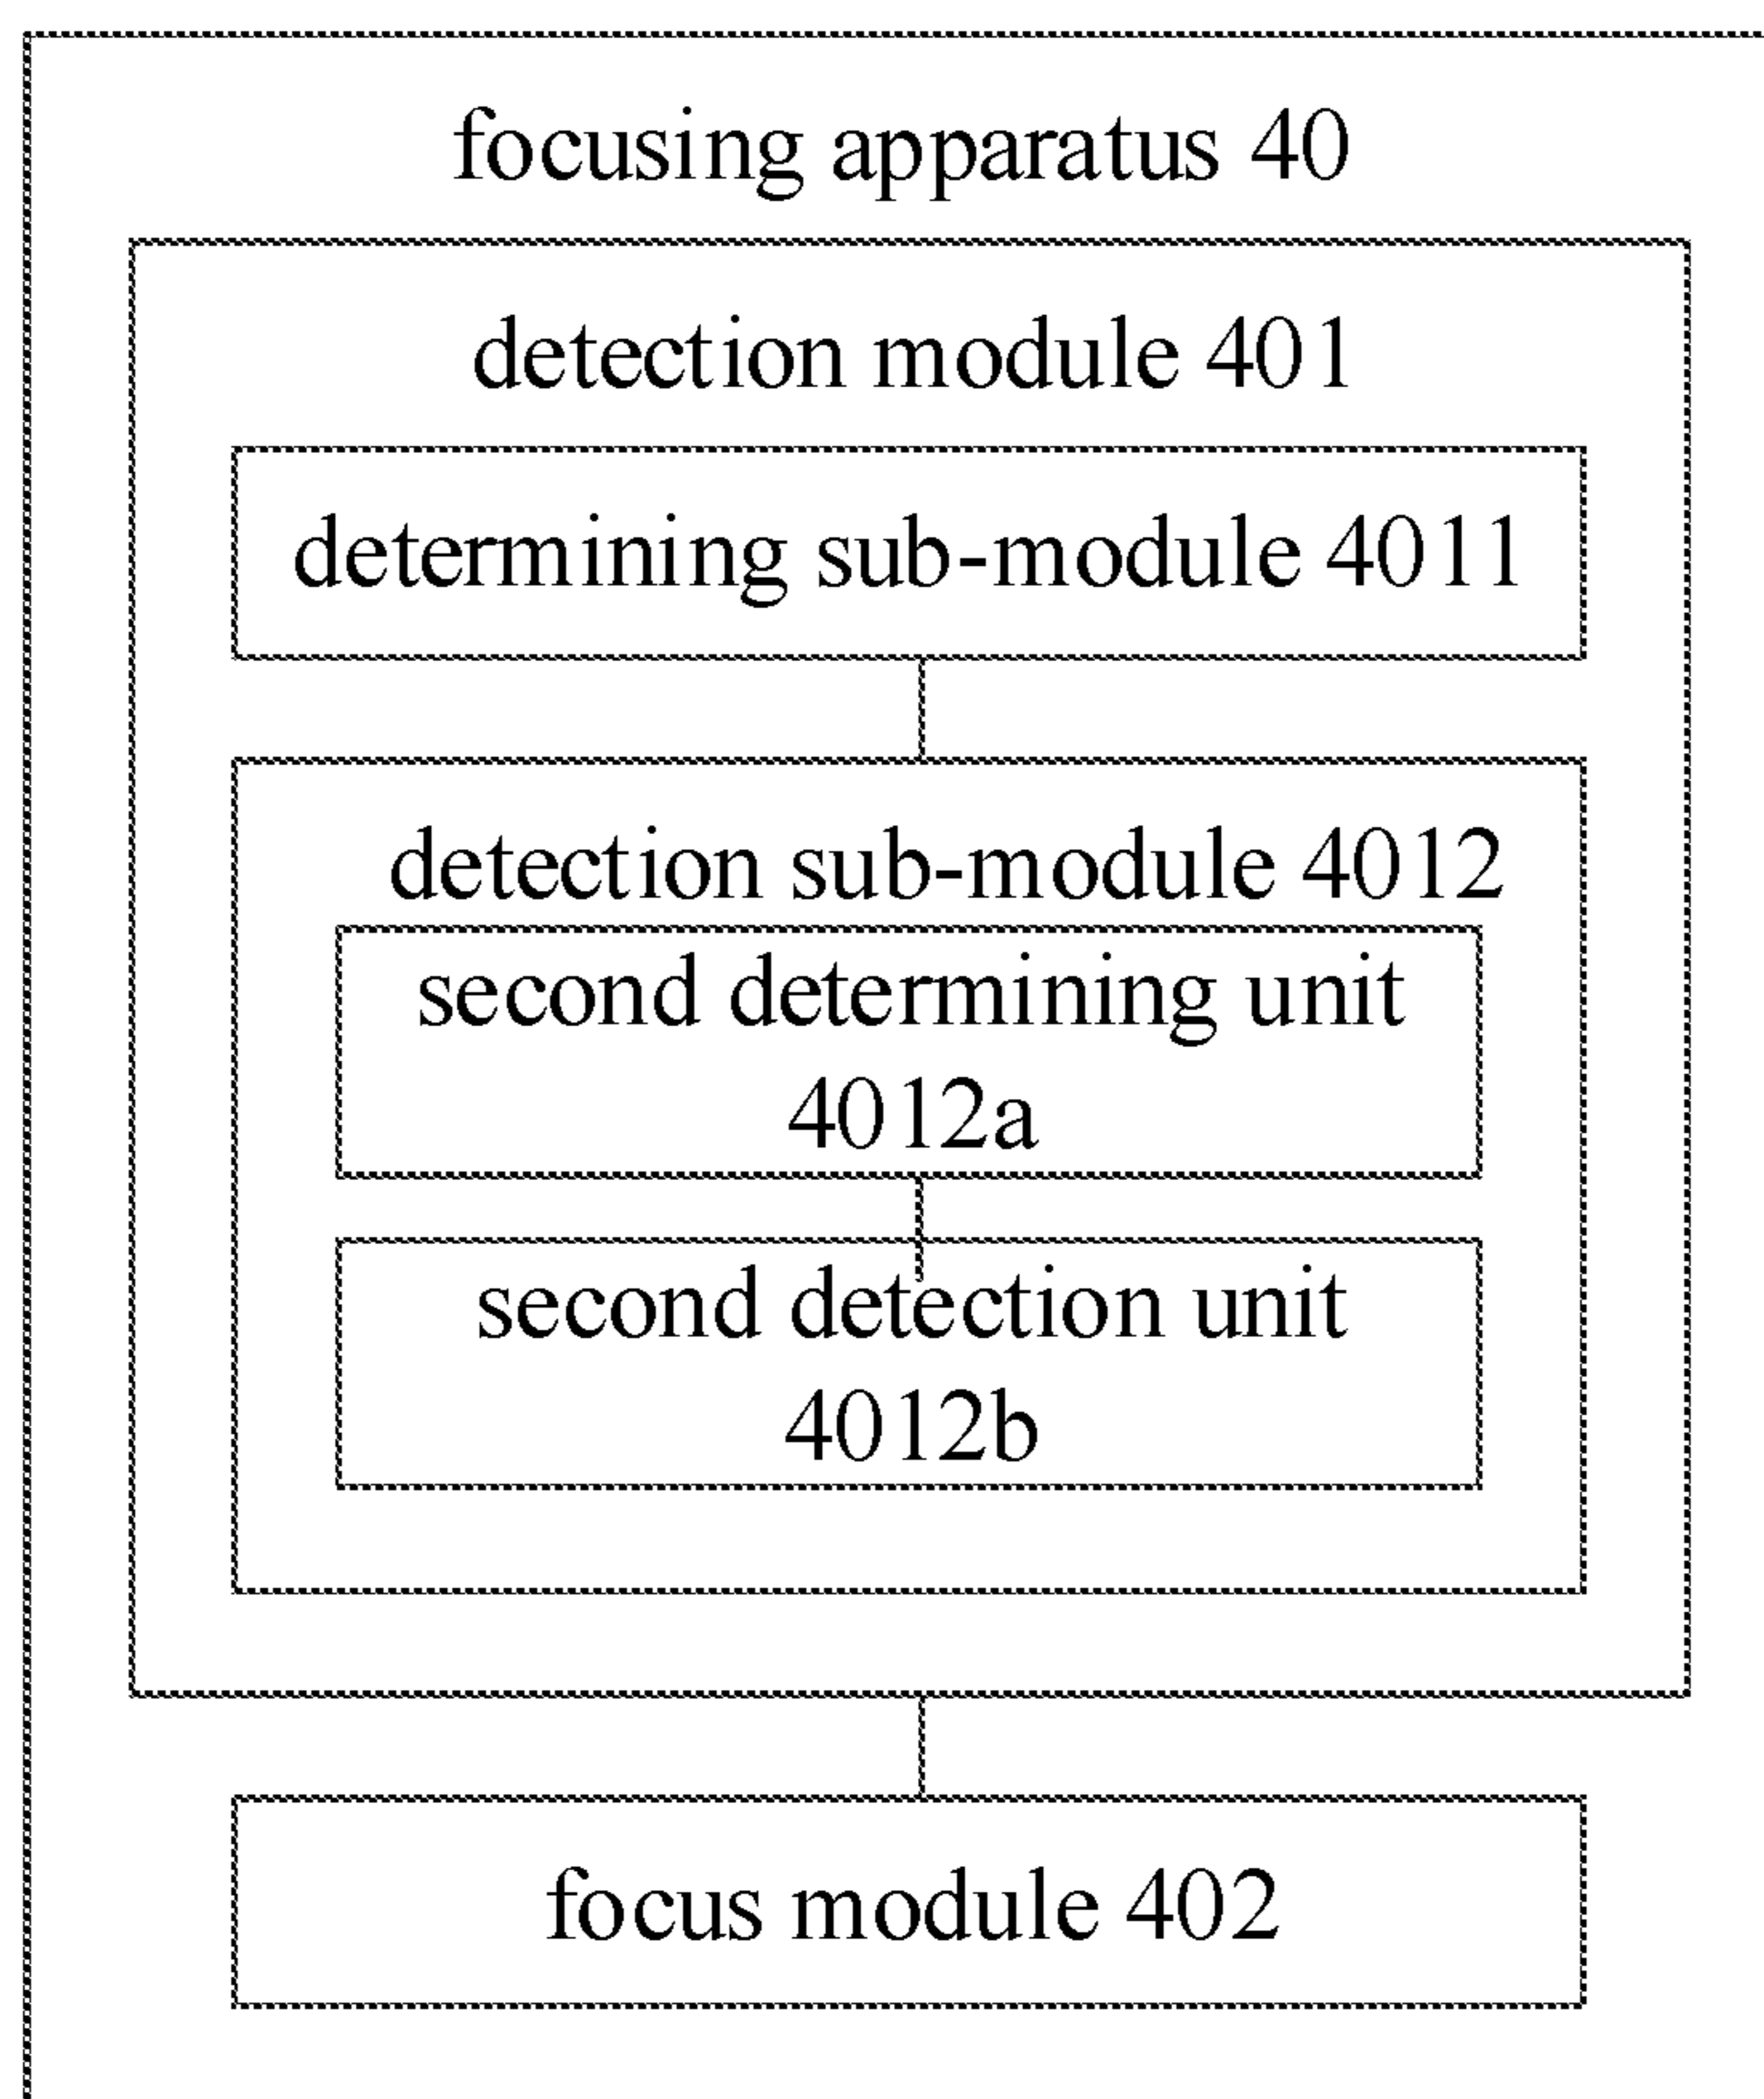 focusing apparatus 40
detection module 401
determining sub-module 4011
detection sub-module 4012
second determining unit
4012a
second detection unit
4012b
focus module 402